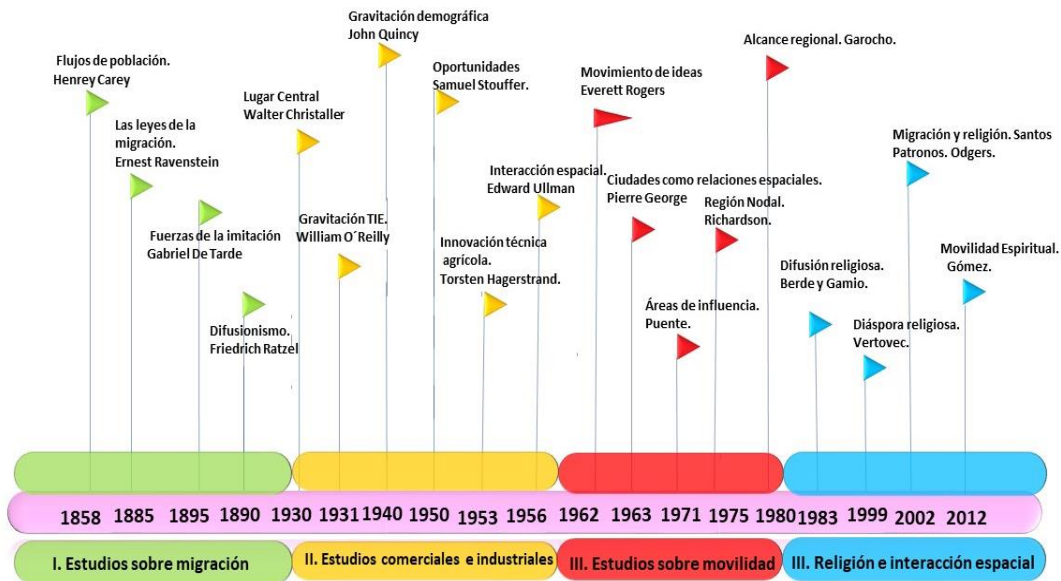 Flujos de población.
Henrey Carey
Las leyes de la
migración.
Ernest Ravenstein
Fuerzas de la imitación
Gabriel De Tarde
Difusionismo.
Friedrich Ratzel
Lugar Central
Walter Christaller
Gravitación TIE.
William O´Reilly
Gravitación demográfica
John Quincy
Oportunidades
Samuel Stouffer.
Innovación técnica
agrícola.
Torsten Hagerstrand.
Interacción espacial.
Edward Ullman
Movimiento de ideas
Everett Rogers
Ciudades como relaciones espaciales.
Pierre George
Áreas de influencia.
Puente.
Región Nodal.
Richardson.
Alcance regional. Garocho.
Difusión religiosa.
Berde y Gamio.
Diáspora religiosa.
Vertovec.
Migración y religión. Santos
Patronos. Odgers.
Movilidad Espiritual.
Gómez.
1858 1885 1895 1890 1930 1931 1940 1950 1953 1956 1962 1963 1971 1975 1980 1983 1999 2002 2012
I. Estudios sobre migración
II. Estudios comerciales e industriales
III. Estudios sobre movilidad
III. Religión e interacción espacial